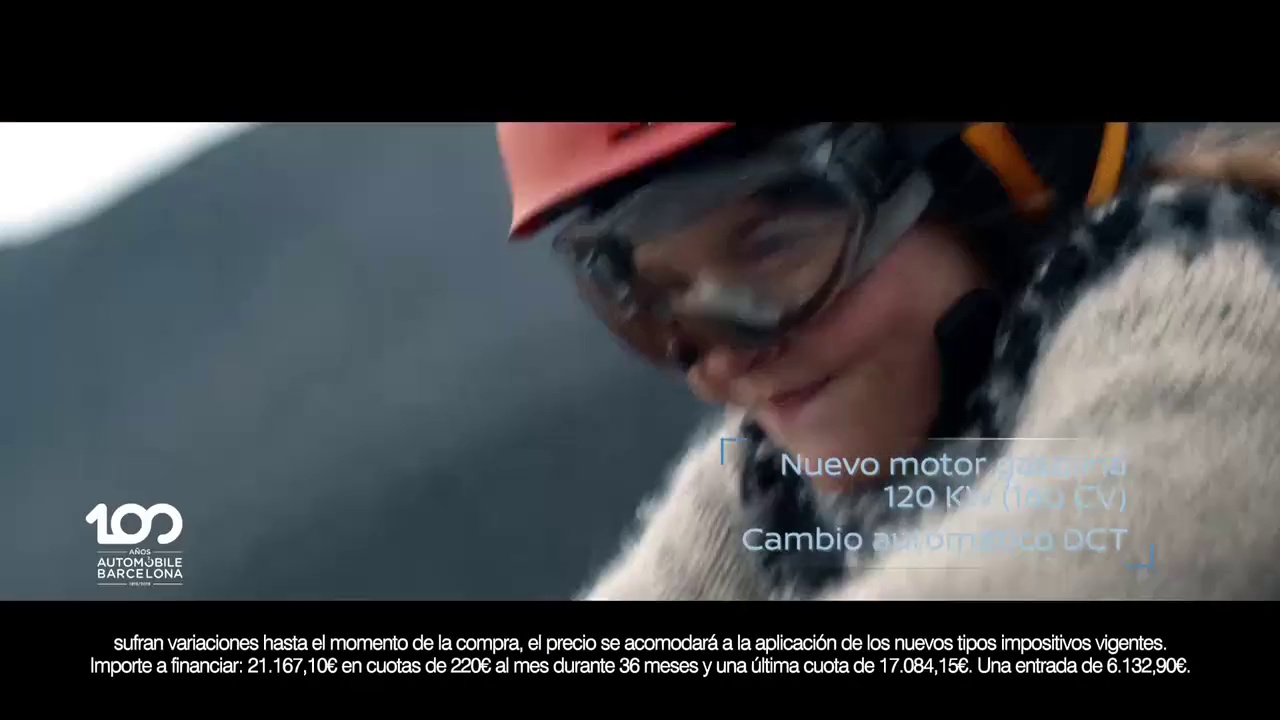 Nuevo motor gasolina
120 KW (160 CV)
Cambio automático DCT
100
AÑOS
AUTOMOBILE
BARCELONA
sufran variaciones hasta el momento de la compra, el precio se acomodará a la aplicación de los nuevos tipos impositivos vigentes.
Importe a financiar: 21.167,10€ en cuotas de 220€ al mes durante 36 meses y una última cuota de 17.084,15€. Una entrada de 6.132,90€.